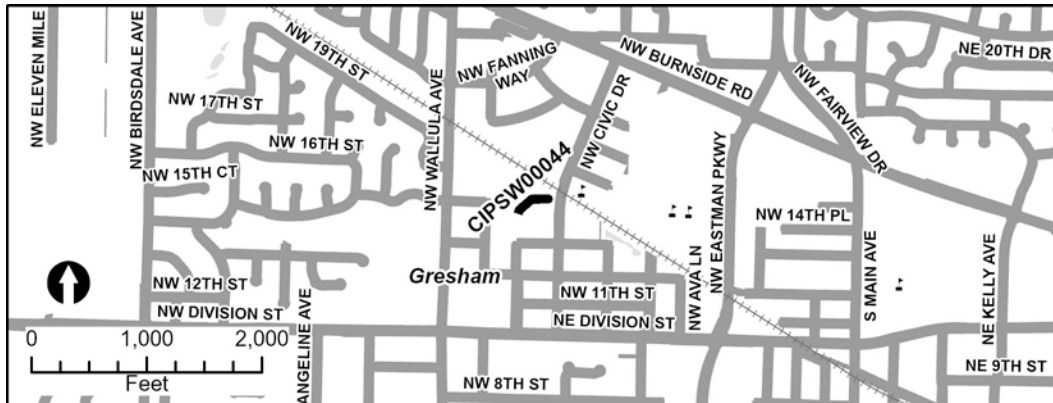 NW ELEVEN MILE
NW BIRDSDALE AVE
NW 19TH ST
NW FANNING
WAY
NW BURNSIDE RD
NE 20TH DR
NW FAIRVIEW DR
NW 17TH ST
NW 16TH ST
NW 15TH CT
NW WALLULA AVE
CIPSW00044
NW CIVIC DR
NW EASTMAN PKWY
NW 14TH PL
S MAIN AVE
NE KELLY AVE
Gresham
NW 12TH ST
NW DIVISION ST
NW 11TH ST
NE DIVISION ST
NW AVA LN
ANGELINE AVE
NW 8TH ST
NE 9TH ST
0 1,000 2,000
Feet